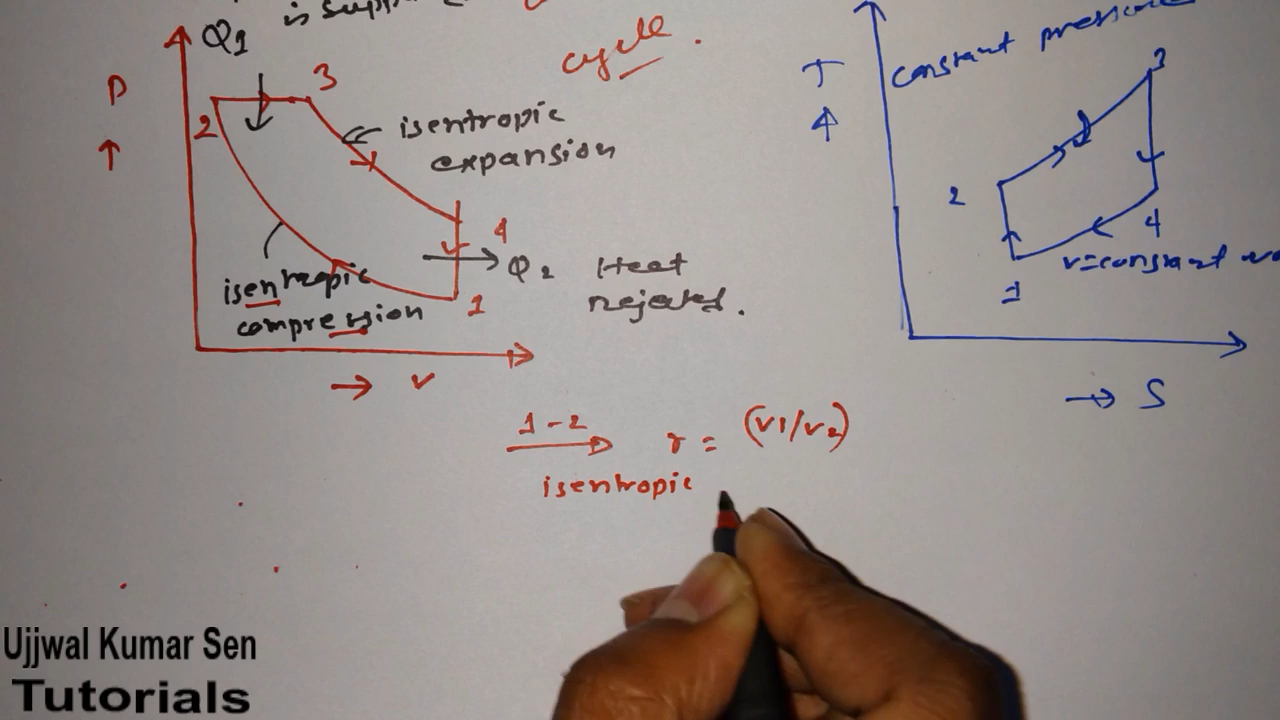 Q1 is supp
cycle.
P
2
3
isentropic
expansion
4
Q2 Heat
rejected.
isentropic
compression
1
v
T
constant pressure
3
2
4
v=constant
1
S
1-2
r = (v1/v2)
isentropic
Ujjwal Kumar Sen
Tutorials